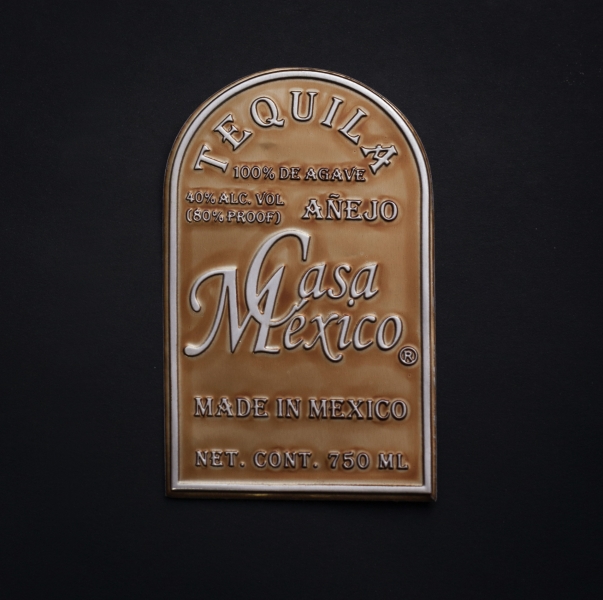 TEQUILA
100% DE AGAVE
40% ALC. VOL
(80% PROOF)
AÑEJO
Casa
México®
MADE IN MEXICO
NET. CONT. 750 ML